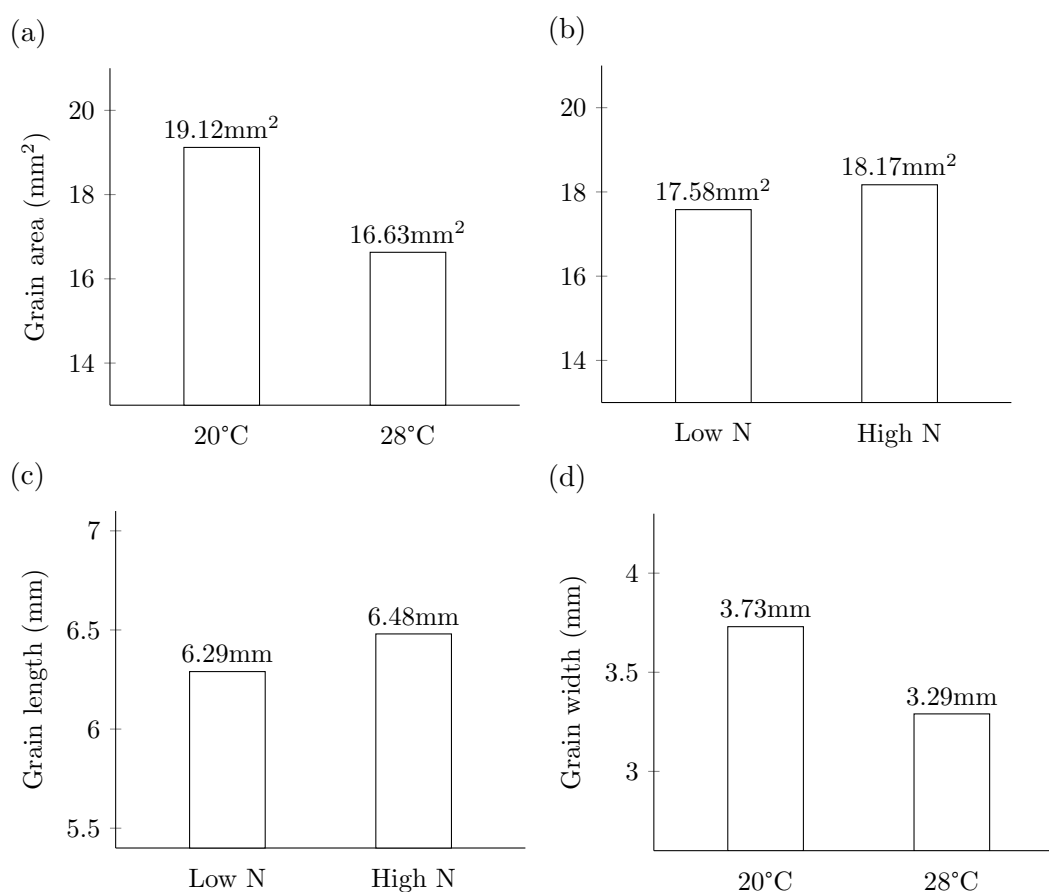 (a)
Grain area (mm²)
20
18
16
14
19.12mm²
16.63mm²
20°C
28°C
(b)
20
18
16
14
17.58mm²
18.17mm²
Low N
High N
(c)
Grain length (mm)
7
6.5
6
5.5
6.29mm
6.48mm
Low N
High N
(d)
Grain width (mm)
4
3.5
3
3.73mm
3.29mm
20°C
28°C